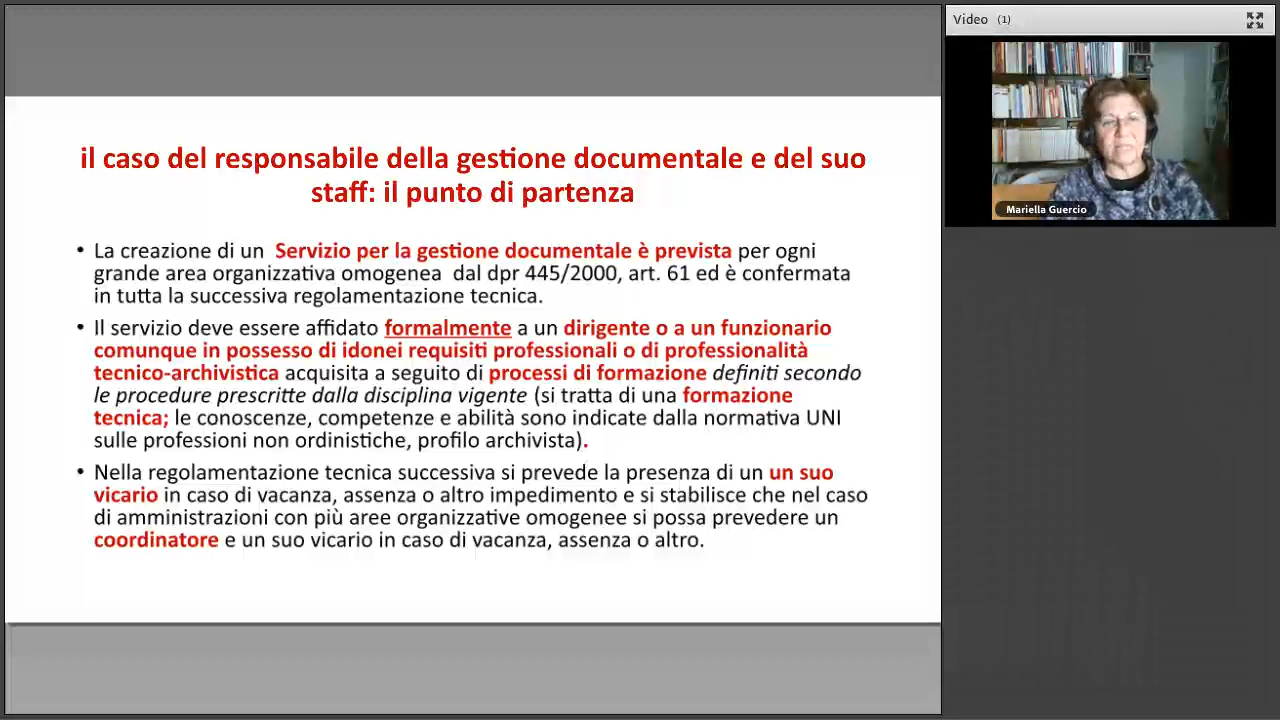 il caso del responsabile della gestione documentale e del suo
staff: il punto di partenza
• La creazione di un Servizio per la gestione documentale è prevista per ogni
grande area organizzativa omogenea dal dpr 445/2000, art. 61 ed è confermata
in tutta la successiva regolamentazione tecnica.
• Il servizio deve essere affidato formalmente a un dirigente o a un funzionario
comunque in possesso di idonei requisiti professionali o di professionalità
tecnico-archivistica acquisita a seguito di processi di formazione definiti secondo
le procedure prescritte dalla disciplina vigente (si tratta di una formazione
tecnica; le conoscenze, competenze e abilità sono indicate dalla normativa UNI
sulle professioni non ordinistiche, profilo archivista).
• Nella regolamentazione tecnica successiva si prevede la presenza di un un suo
vicario in caso di vacanza, assenza o altro impedimento e si stabilisce che nel caso
di amministrazioni con più aree organizzative omogenee si possa prevedere un
coordinatore e un suo vicario in caso di vacanza, assenza o altro.
Video (1)
Mariella Guercio